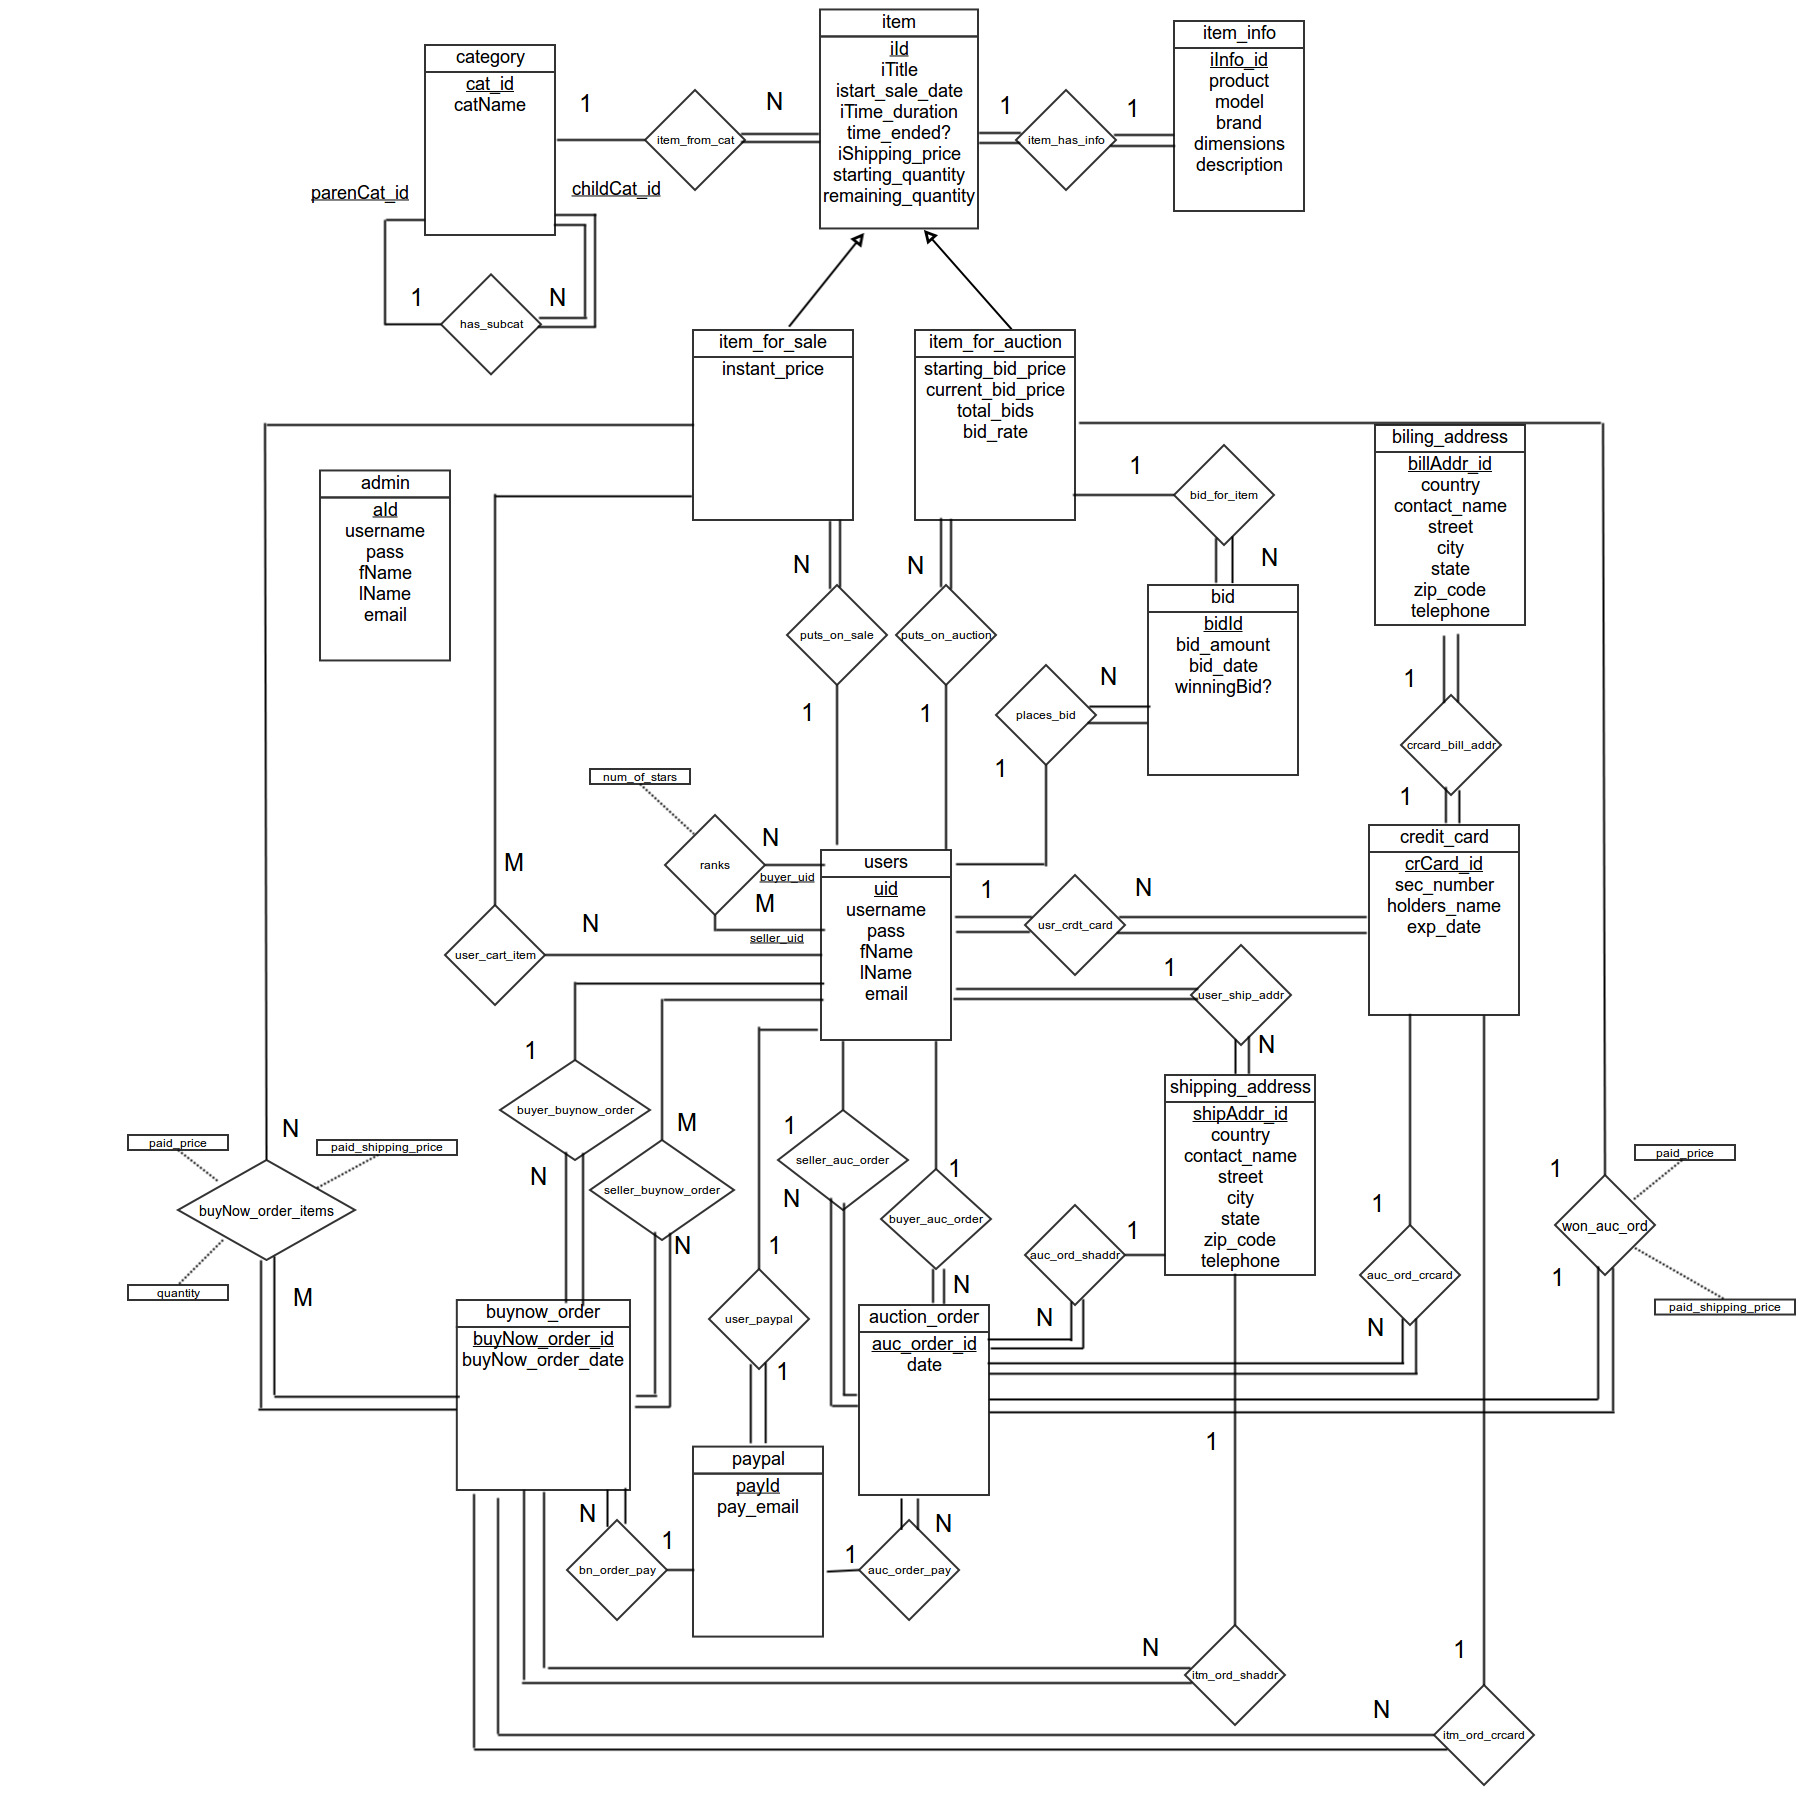 item
iId
iTitle
istart_sale_date
iTime_duration
time_ended?
iShipping_price
starting_quantity
remaining_quantity
item_info
iInfo_id
product
model
brand
dimensions
description
category
cat_id
catName
1
item_from_cat
N
1
item_has_info
1
parenCat_id
childCat_id
1
has_subcat
N
item_for_sale
instant_price
item_for_auction
starting_bid_price
current_bid_price
total_bids
bid_rate
biling_address
billAddr_id
country
contact_name
street
city
state
zip_code
telephone
admin
aId
username
pass
fName
lName
email
1
bid_for_item
N
N
puts_on_sale
1
N
puts_on_auction
1
bid
bidId
bid_amount
bid_date
winningBid?
N
places_bid
1
1
crcard_bill_addr
1
num_of_stars
ranks
N
buyer_uid
M
seller_uid
users
uid
username
pass
fName
lName
email
credit_card
crCard_id
sec_number
holders_name
exp_date
1
usr_crdt_card
N
M
user_cart_item
N
1
user_ship_addr
N
shipping_address
shipAddr_id
country
contact_name
street
city
state
zip_code
telephone
1
buyer_buynow_order
N
M
seller_buynow_order
N
1
seller_auc_order
N
1
buyer_auc_order
N
N
paid_price
paid_shipping_price
buyNow_order_items
quantity
M
1
user_paypal
1
1
auc_ord_shaddr
N
1
auc_ord_crcard
N
paid_price
1
won_auc_ord
1
paid_shipping_price
buynow_order
buyNow_order_id
buyNow_order_date
auction_order
auc_order_id
date
paypal
payId
pay_email
N
bn_order_pay
1
1
auc_order_pay
N
1
N
itm_ord_shaddr
1
N
itm_ord_crcard